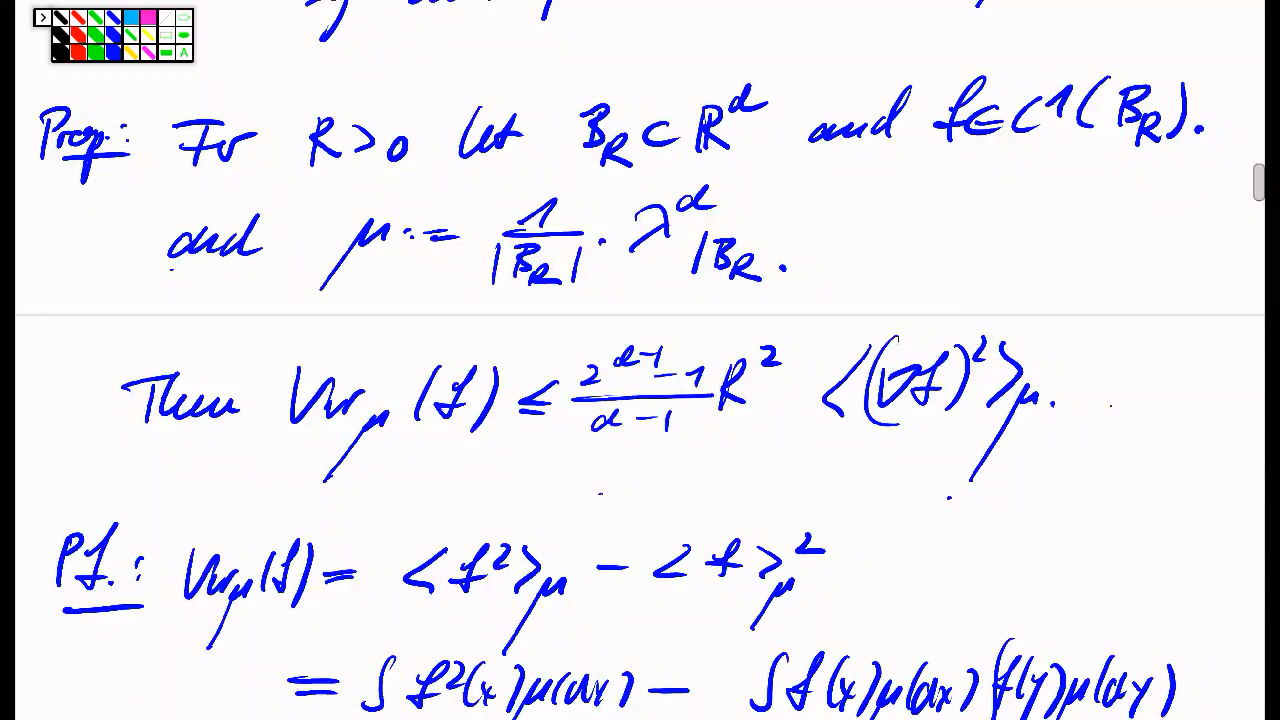 Prop.: For R>0 let B_R ⊂ ℝ^d and f ∈ C^1(B_R).
and μ := 1/|B_R| · λ^d |B_R.
Then Var_μ(f) ≤ (2^{d-1} - 1)/(d-1) R^2 <(∇f)^2>_μ.
Pf.: Var_μ(f) = <f^2>_μ - <f>_μ^2
= ∫ f^2(x) μ(dx) - ∫ f(x) μ(dx) ∫ f(y) μ(dy)